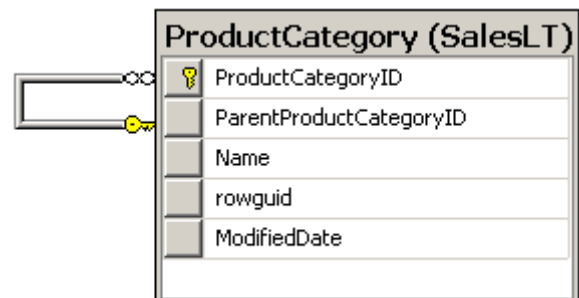 ProductCategory (SalesLT)
ProductCategoryID
ParentProductCategoryID
Name
rowguid
ModifiedDate